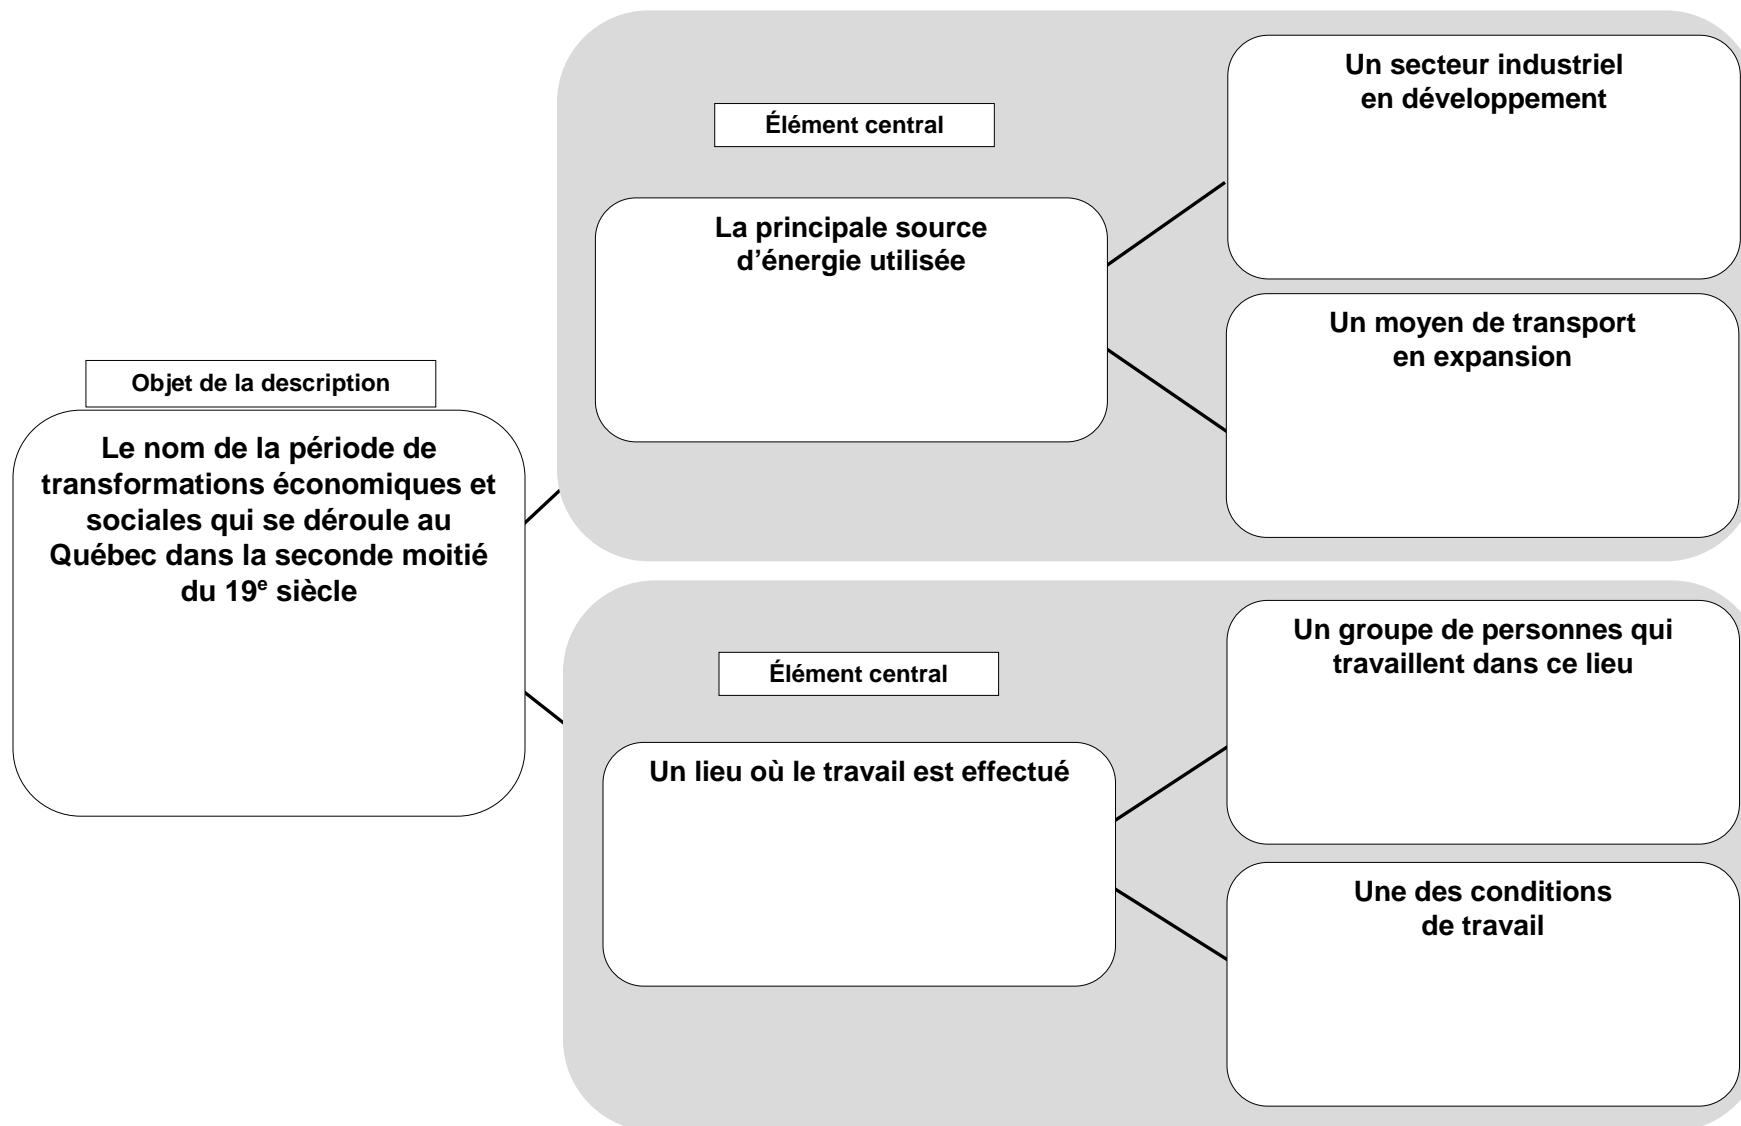 Objet de la description
Le nom de la période de
transformations économiques et
sociales qui se déroule au
Québec dans la seconde moitié
du 19e siècle
Élément central
La principale source
d’énergie utilisée
Un secteur industriel
en développement
Un moyen de transport
en expansion
Élément central
Un lieu où le travail est effectué
Un groupe de personnes qui
travaillent dans ce lieu
Une des conditions
de travail